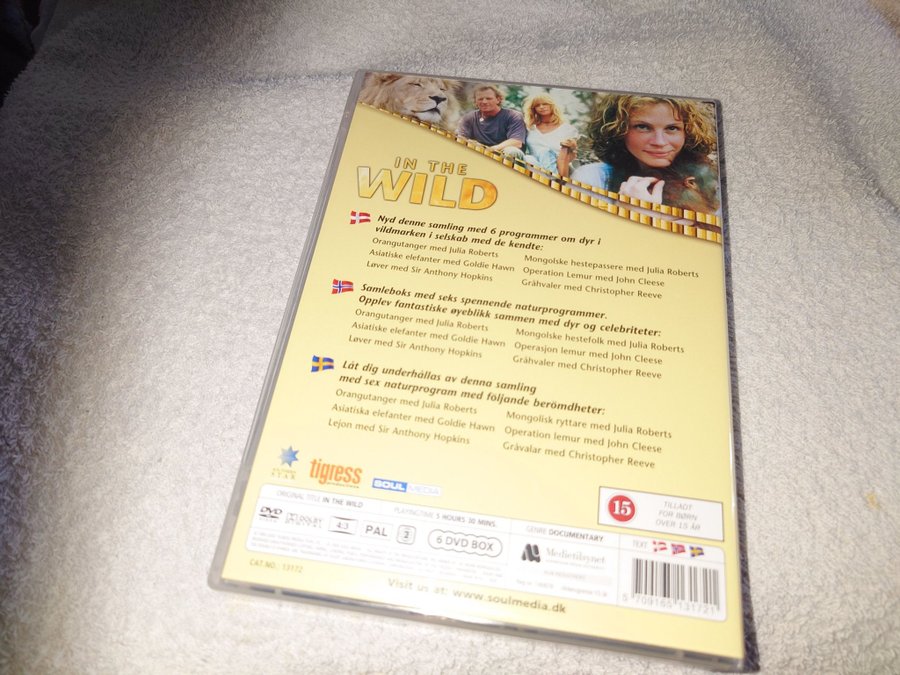 IN THE
WILD
Nyd denne samling med 6 programmer om dyr i
vildmarken i selskab med de kendte:
Orangutanger med Julia Roberts
Asiatiske elefanter med Goldie Hawn
Løver med Sir Anthony Hopkins
Mongolske hestepassere med Julia Roberts
Operation Lemur med John Cleese
Gråhvaler med Christopher Reeve
Samleboks med seks spennende naturprogrammer.
Opplev fantastiske øyeblikk sammen med dyr og celebriteter:
Orangutanger med Julia Roberts
Asiatiske elefanter med Goldie Hawn
Løver med Sir Anthony Hopkins
Mongolske hestefolk med Julia Roberts
Operasjon lemur med John Cleese
Gråhvaler med Christopher Reeve
Låt dig underhållas av denna samling
med sex naturprogram med följande berömdheter:
Orangutanger med Julia Roberts
Asiatiska elefanter med Goldie Hawn
Lejon med Sir Anthony Hopkins
Mongolisk ryttare med Julia Roberts
Operation lemur med John Cleese
Gråvalar med Christopher Reeve
STAR
tigress
SOUL MEDIA
15
TILLADT
FOR BØRN
OVER 15 ÅR
ORIGINAL TITLE IN THE WILD
PLAYINGTIME 5 HOURS 30 MINS.
GENRE DOCUMENTARY
TEXT
DVD
DOLBY
4:3
PAL
2
6 DVD BOX
Medietilsynet
CAT NO.: 13172
5 709165 131721
Visit us at: www.soulmedia.dk